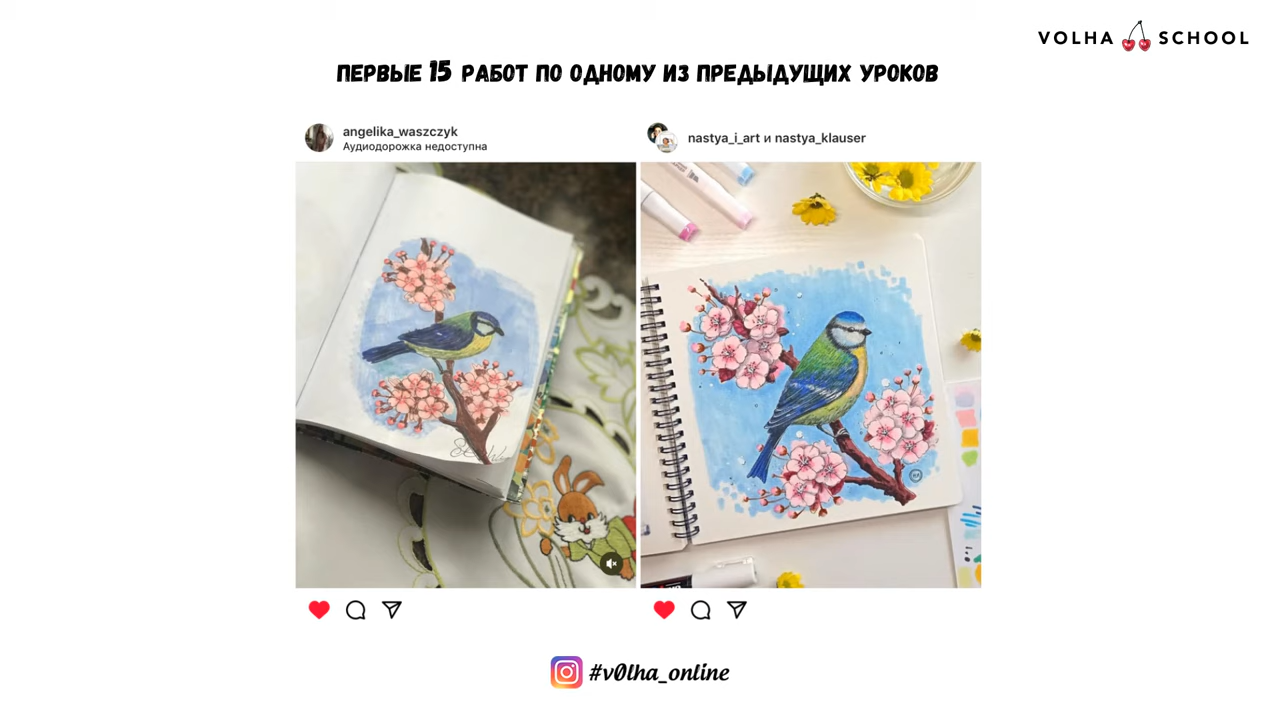 VOLHA SCHOOL
ПЕРВЫЕ 15 РАБОТ ПО ОДНОМУ ИЗ ПРЕДЫДУЩИХ УРОКОВ
angelika_waszczyk
Аудиодорожка недоступна
nastya_i_art и nastya_klauser
#v0lha_online